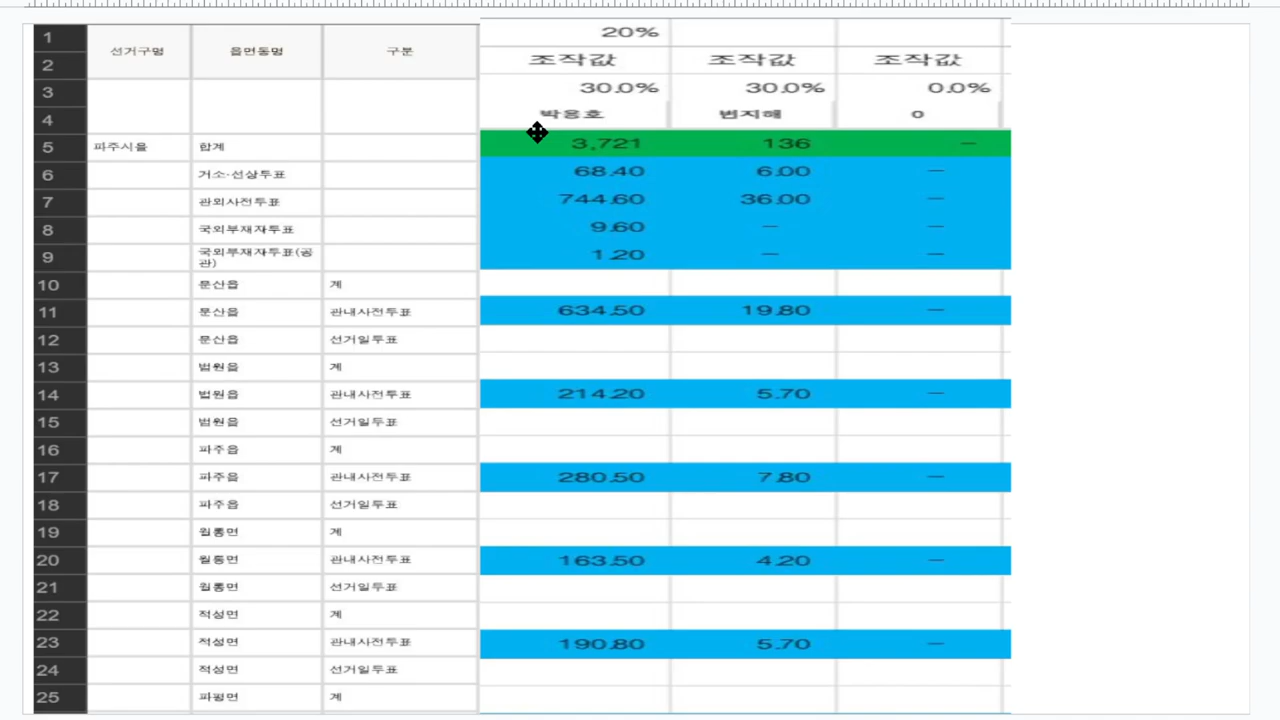 20%
1 선거구명 읍면동명 구분
2 조작값 조작값 조작값
3 30.0% 30.0% 0.0%
4 박용호 번지해 0
5 파주시을 합계 3,721 136 –
6 거소·선상투표 68.40 6.00 –
7 관외사전투표 744.60 36.00 –
8 국외부재자투표 9.60 – –
9 국외부재자투표(공관) 1.20 – –
10 문산읍 계
11 문산읍 관내사전투표 634.50 19.80 –
12 문산읍 선거일투표
13 법원읍 계
14 법원읍 관내사전투표 214.20 5.70 –
15 법원읍 선거일투표
16 파주읍 계
17 파주읍 관내사전투표 280.50 7.80 –
18 파주읍 선거일투표
19 월롱면 계
20 월롱면 관내사전투표 163.50 4.20 –
21 월롱면 선거일투표
22 적성면 계
23 적성면 관내사전투표 190.80 5.70 –
24 적성면 선거일투표
25 파평면 계